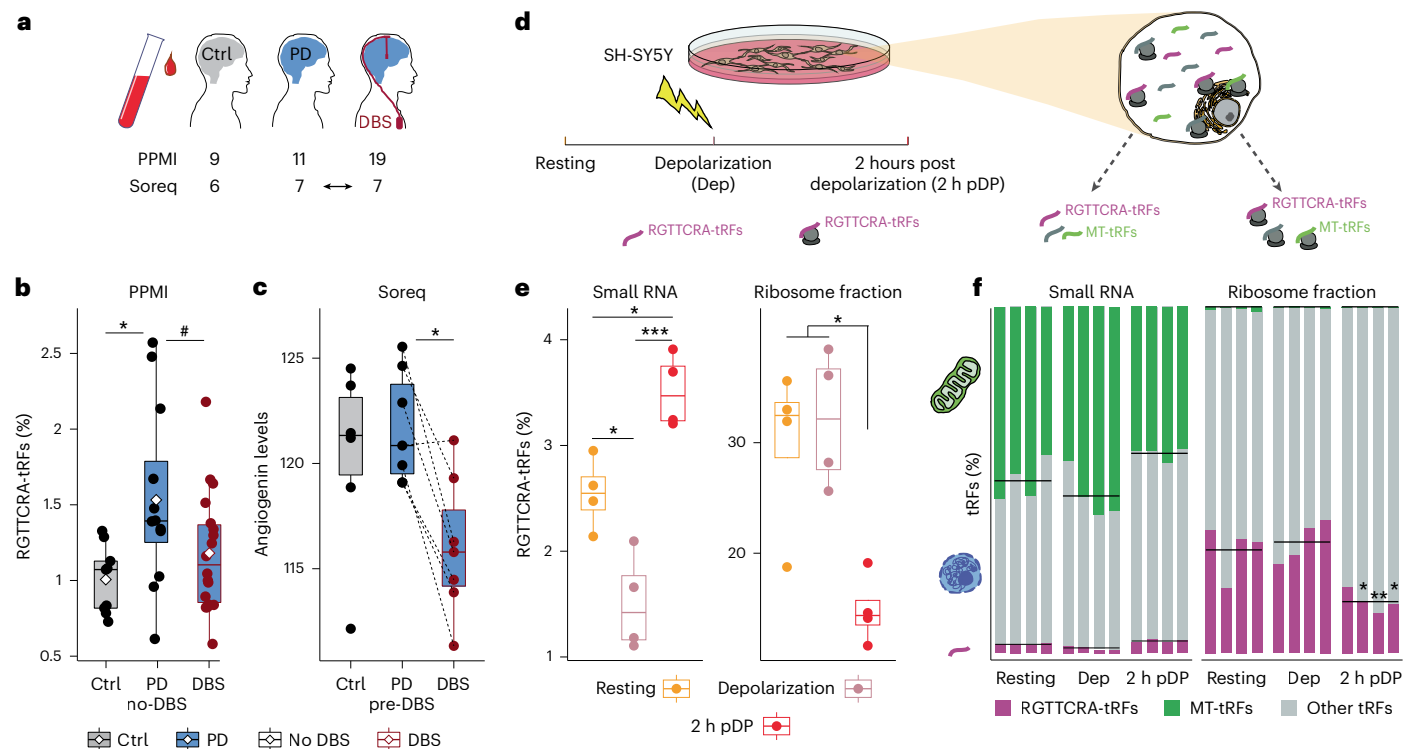 a
Ctrl
PD
DBS
PPMI 9 11 19
Soreq 6 7 7
d
SH-SY5Y
Resting
Depolarization
(Dep)
2 hours post
depolarization (2 h pDP)
RGTTCRA-tRFs
RGTTCRA-tRFs
RGTTCRA-tRFs
MT-tRFs
RGTTCRA-tRFs
MT-tRFs
b
PPMI
RGTTCRA-tRFs (%)
2.5
2
1.5
1
0.5
* #
Ctrl PD DBS
no-DBS
c
Soreq
Angiogenin levels
125
120
115
*
Ctrl PD DBS
pre-DBS
Ctrl PD No DBS DBS
e
Small RNA
RGTTCRA-tRFs (%)
4
3
2
1
*
***
*
Ribosome fraction
30
20
*
Resting Depolarization
2 h pDP
f
Small RNA Ribosome fraction
tRFs (%)
* ** *
Resting Dep 2 h pDP Resting Dep 2 h pDP
RGTTCRA-tRFs MT-tRFs Other tRFs